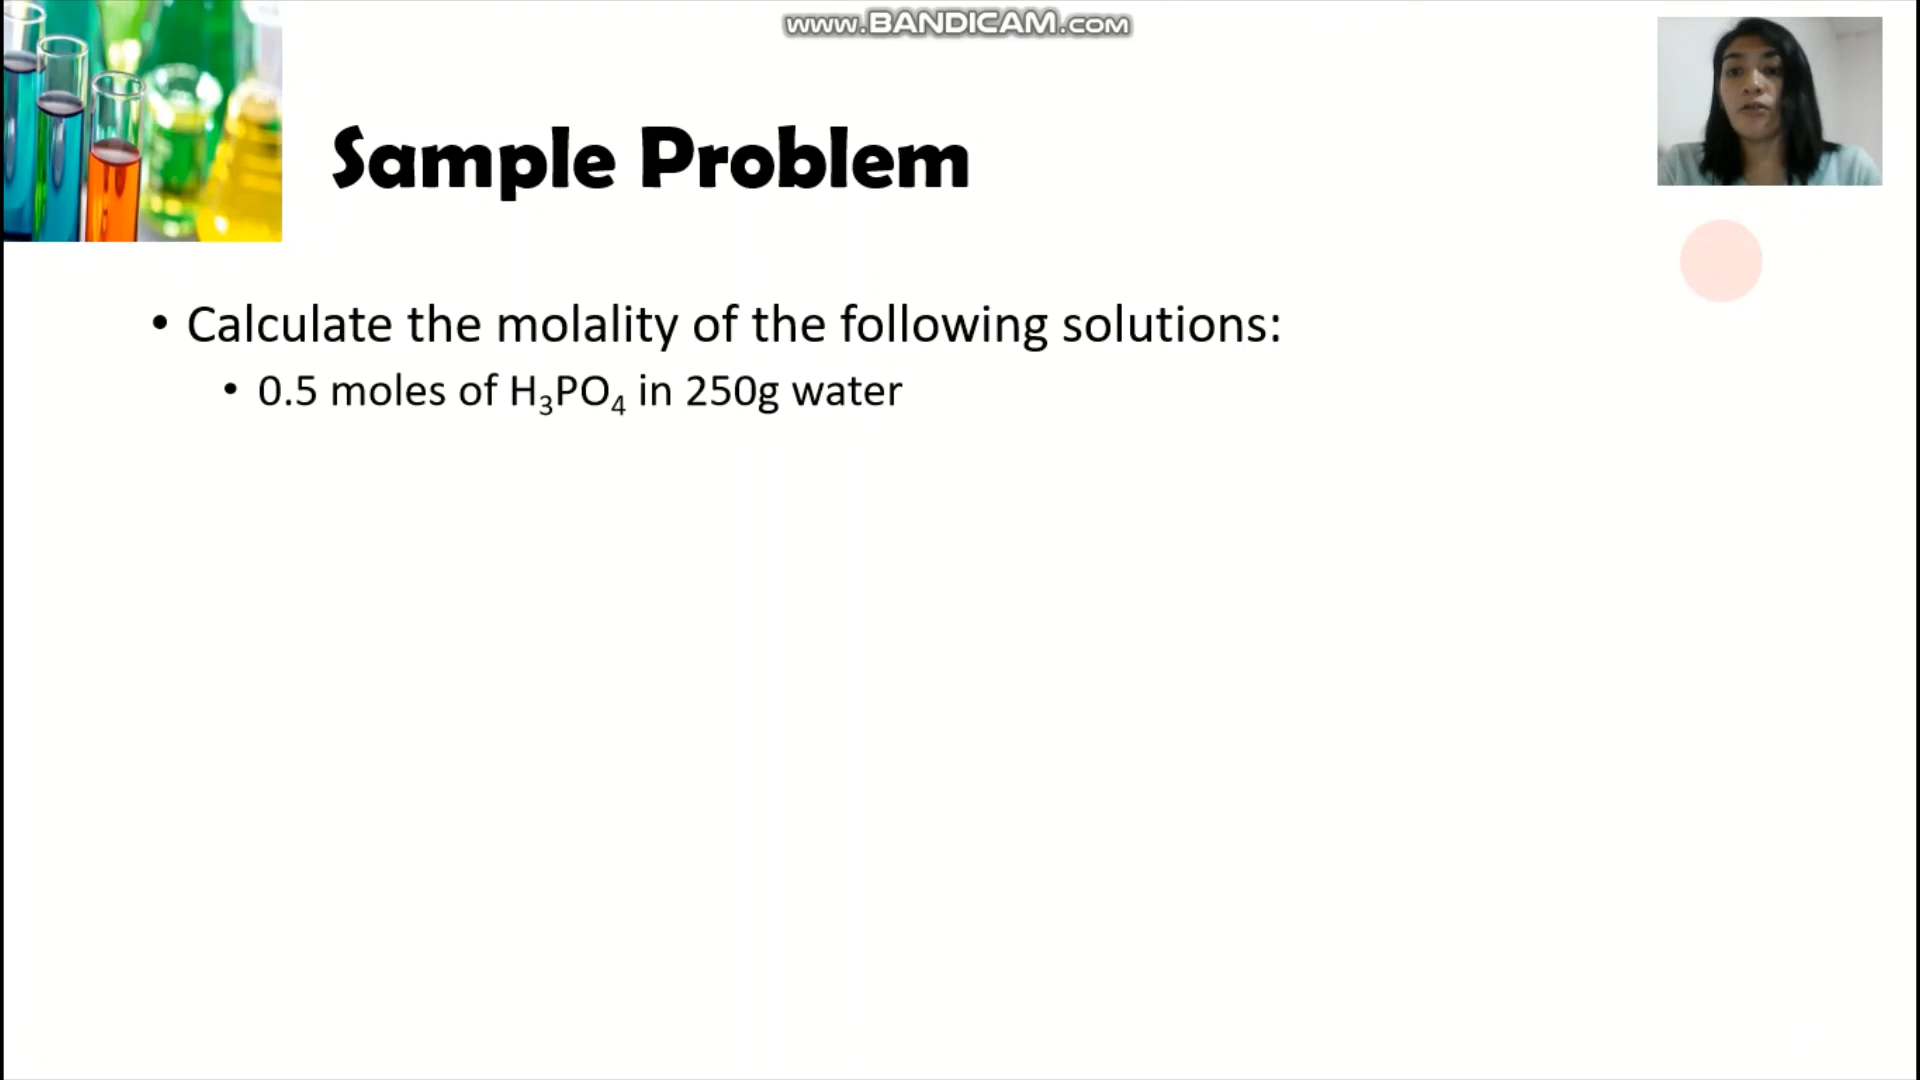 www.BANDICAM.com
Sample Problem
• Calculate the molality of the following solutions:
• 0.5 moles of H₃PO₄ in 250g water